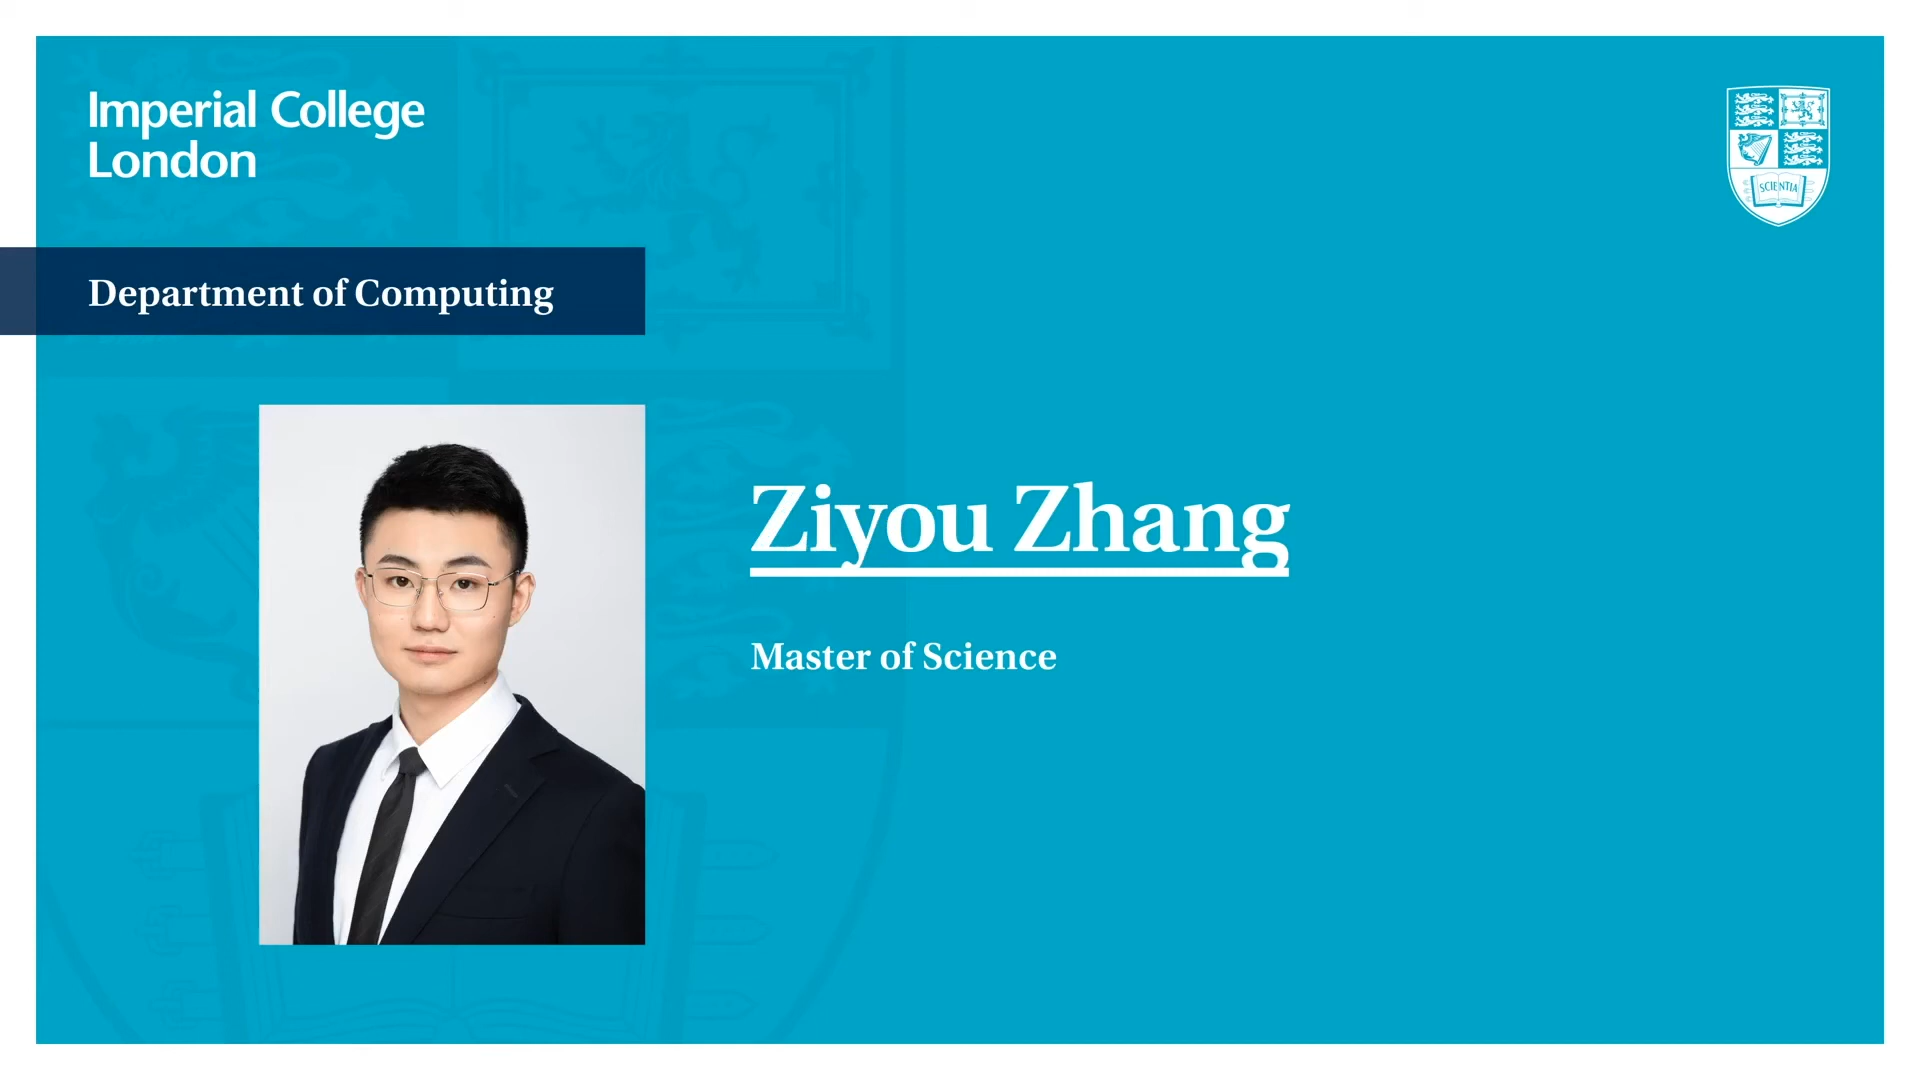 Imperial College
London
SCIENTIA
Department of Computing
Ziyou Zhang
Master of Science